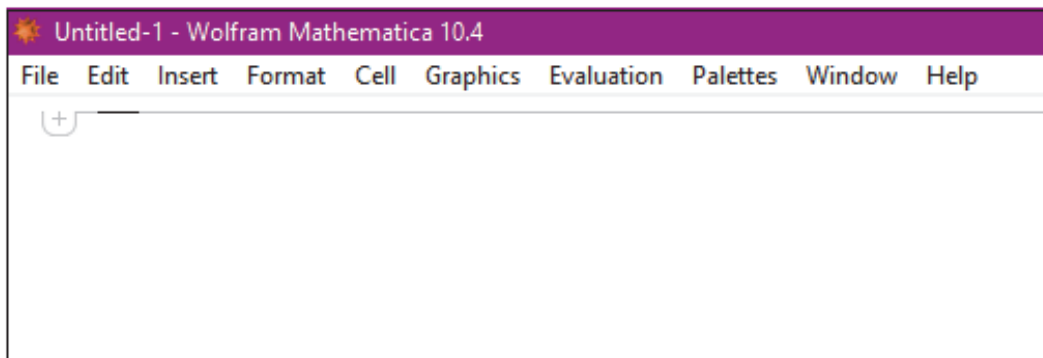 Untitled-1 - Wolfram Mathematica 10.4
File Edit Insert Format Cell Graphics Evaluation Palettes Window Help
+